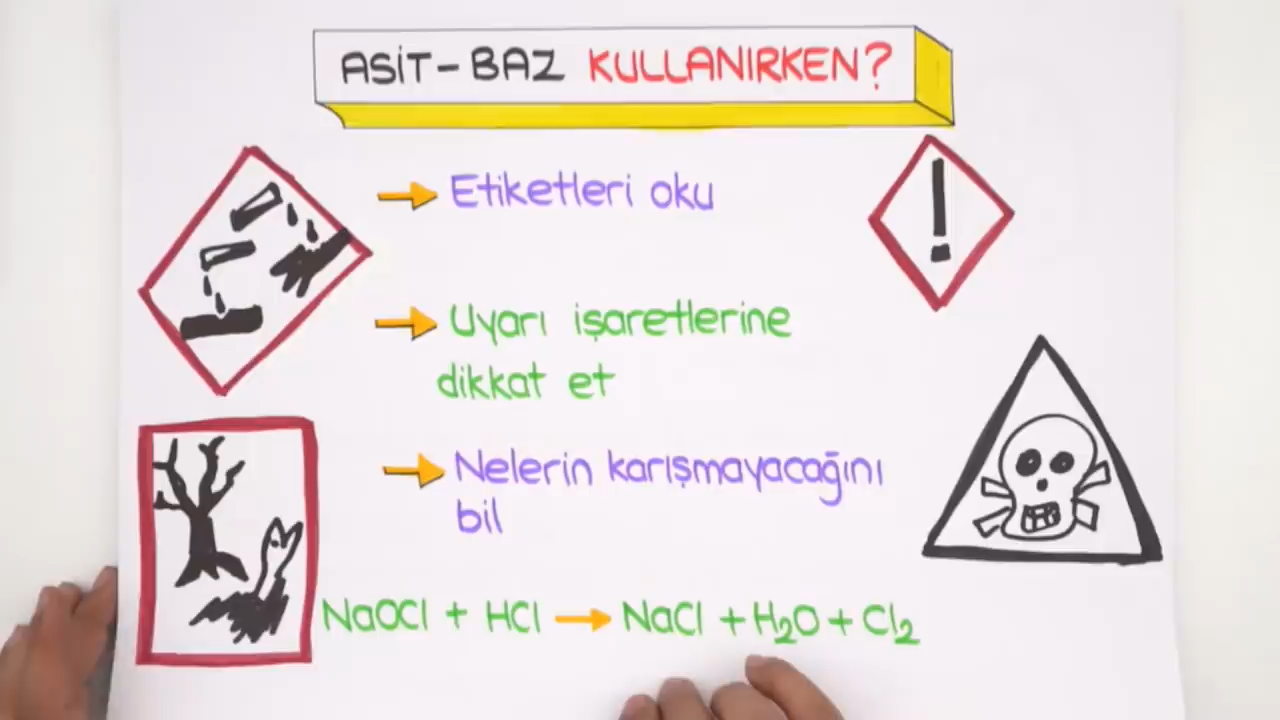 ASİT-BAZ KULLANIRKEN?
Etiketleri oku
Uyarı işaretlerine
dikkat et
Nelerin karışmayacağını
bil
NaOCl + HCl → NaCl + H₂O + Cl₂